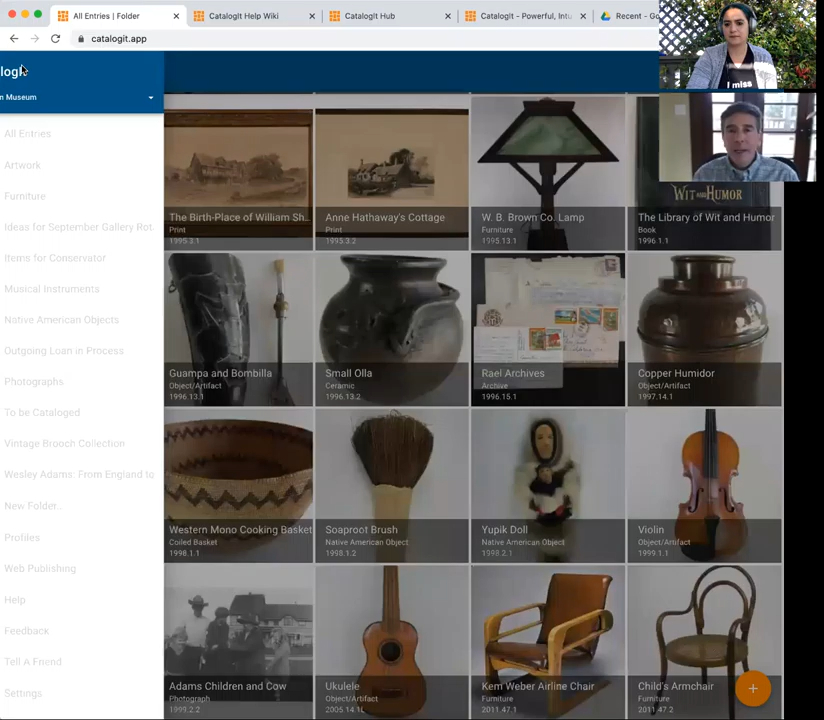 All Entries | Folder
CatalogIt Help Wiki
CatalogIt Hub
CatalogIt - Powerful, Intu
Recent - Go
catalogit.app
logIt
m Museum
All Entries
Artwork
Furniture
Ideas for September Gallery Rot
Items for Conservator
Musical Instruments
Native American Objects
Outgoing Loan in Process
Photographs
To be Cataloged
Vintage Brooch Collection
Wesley Adams: From England to
New Folder...
Profiles
Web Publishing
Help
Feedback
Tell A Friend
Settings
The Birth-Place of William Sh...
Print
1995.3.1
Anne Hathaway's Cottage
Print
1995.3.2
W. B. Brown Co. Lamp
Furniture
1995.13.1
WIT AND HUMOR
The Library of Wit and Humor
Book
1996.1.1
Guampa and Bombilla
Object/Artifact
1996.13.1
Small Olla
Ceramic
1996.13.2
Rael Archives
Archive
1996.15.1
Copper Humidor
Object/Artifact
1997.14.1
Western Mono Cooking Basket
Coiled Basket
1998.1.1
Soaproot Brush
Native American Object
1998.1.2
Yupik Doll
Native American Object
1998.2.1
Violin
Object/Artifact
1999.1.1
Adams Children and Cow
Photograph
1999.2.2
Ukulele
Object/Artifact
2005.14.1
Kem Weber Airline Chair
Furniture
2011.47.1
Child's Armchair
Furniture
2011.47.2
I miss